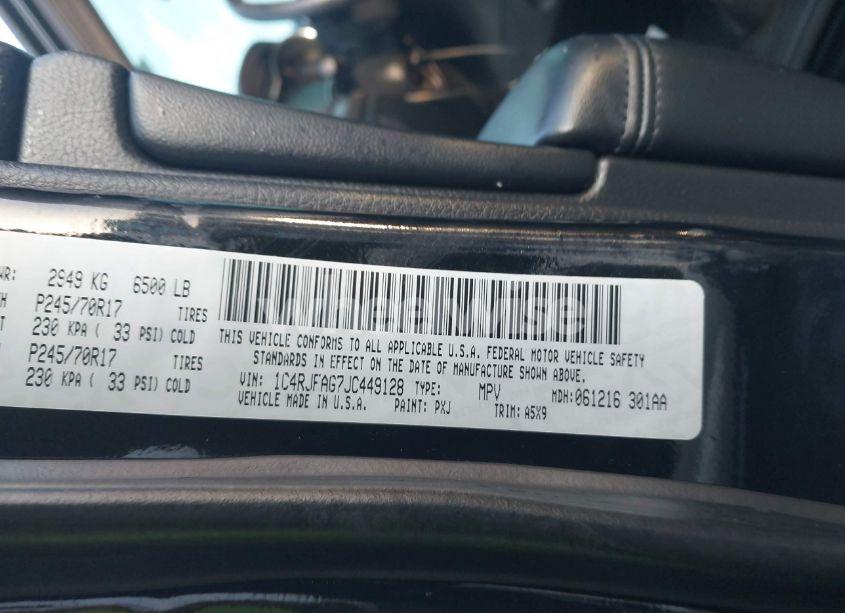 WR: 2949 KG 6500 LB
P245/70R17 TIRES
230 KPA ( 33 PSI) COLD
P245/70R17 TIRES
230 KPA ( 33 PSI) COLD
THIS VEHICLE CONFORMS TO ALL APPLICABLE U.S.A. FEDERAL MOTOR VEHICLE SAFETY
STANDARDS IN EFFECT ON THE DATE OF MANUFACTURE SHOWN ABOVE.
VIN: 1C4RJFAG7JC449128 TYPE: MPV MDH:061216 301AA
VEHICLE MADE IN U.S.A. PAINT: PXJ TRIM: A5X9